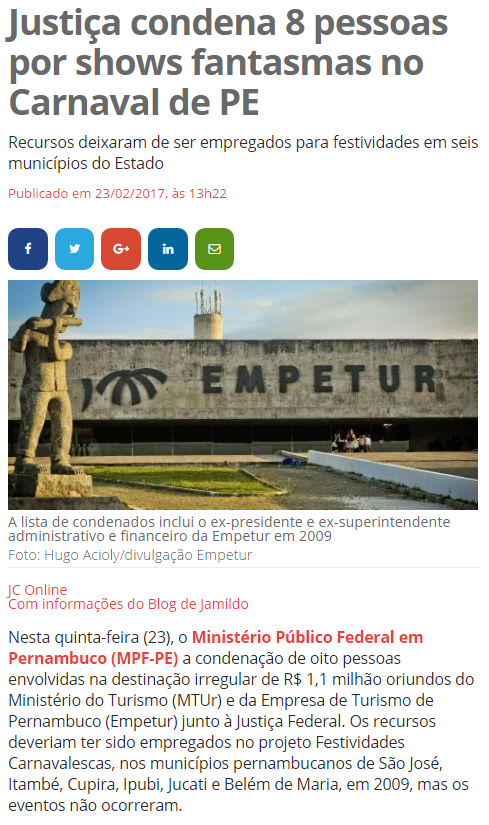 Justiça condena 8 pessoas
por shows fantasmas no
Carnaval de PE
Recursos deixaram de ser empregados para festividades em seis
municípios do Estado
Publicado em 23/02/2017, às 13h22
EMPETUR
A lista de condenados inclui o ex-presidente e ex-superintendente
administrativo e financeiro da Empetur em 2009
Foto: Hugo Acioly/divulgação Empetur
JC Online
Com informações do Blog de Jamildo
Nesta quinta-feira (23), o Ministério Público Federal em
Pernambuco (MPF-PE) a condenação de oito pessoas
envolvidas na destinação irregular de R$ 1,1 milhão oriundos do
Ministério do Turismo (MTUr) e da Empresa de Turismo de
Pernambuco (Empetur) junto à Justiça Federal. Os recursos
deveriam ter sido empregados no projeto Festividades
Carnavalescas, nos municípios pernambucanos de São José,
Itambé, Cupira, Ipubi, Jucati e Belém de Maria, em 2009, mas os
eventos não ocorreram.